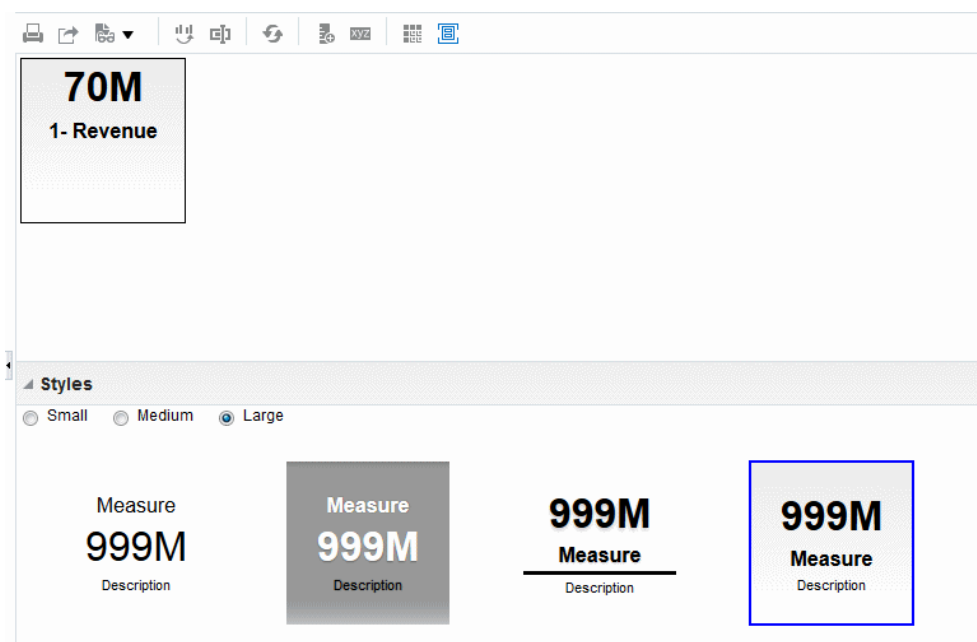 xyz
70M
1- Revenue
Styles
Small Medium Large
Measure
999M
Description
Measure
999M
Description
999M
Measure
Description
999M
Measure
Description